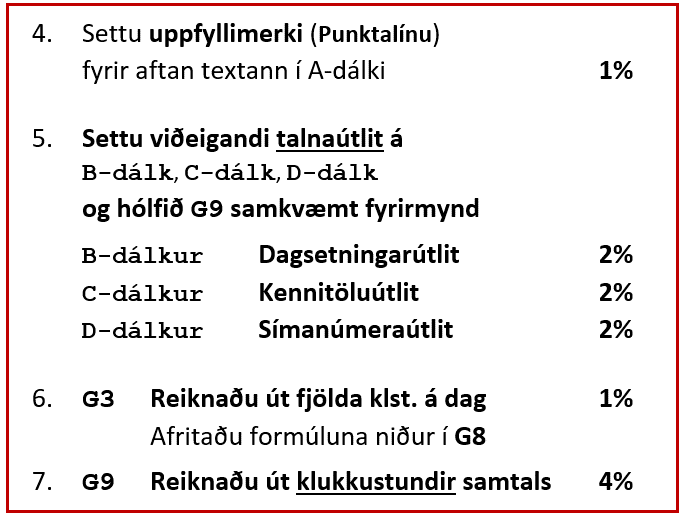 4. Settu uppfyllimerki (Punktalínu)
fyrir aftan textann í A-dálki 1%
5. Settu viðeigandi talnaútlit á
B-dálk, C-dálk, D-dálk
og hólfið G9 samkvæmt fyrirmynd
B-dálkur Dagsetningarútlit 2%
C-dálkur Kennitöluútlit 2%
D-dálkur Símanúmeraútlit 2%
6. G3 Reiknaðu út fjölda klst. á dag 1%
Afritaðu formúluna niður í G8
7. G9 Reiknaðu út klukkustundir samtals 4%